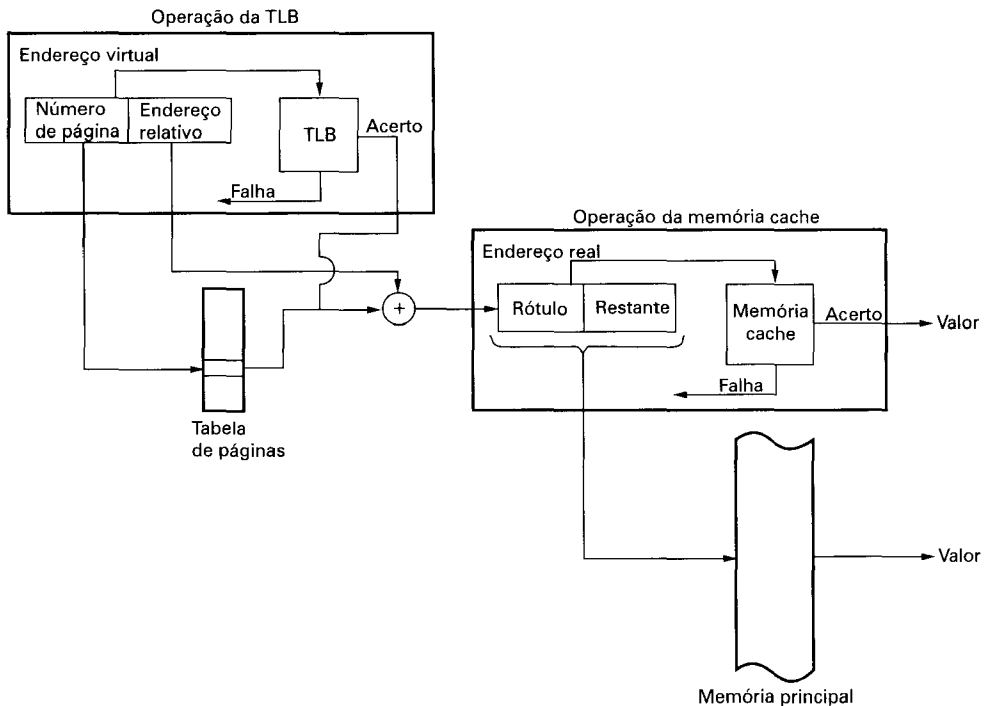 Operação da TLB
Endereço virtual
Número
de página
Endereço
relativo
TLB
Acerto
Falha
Operação da memória cache
Endereço real
Rótulo
Restante
Memória
cache
Acerto
Valor
Falha
+
Tabela
de páginas
Valor
Memória principal